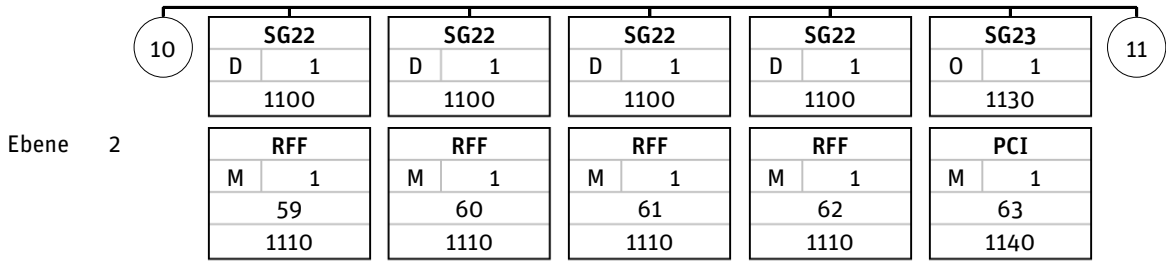 10 SG22 SG22 SG22 SG22 SG23 11
D 1 D 1 D 1 D 1 O 1
1100 1100 1100 1100 1130
Ebene 2 RFF RFF RFF RFF PCI
M 1 M 1 M 1 M 1 M 1
59 60 61 62 63
1110 1110 1110 1110 1140